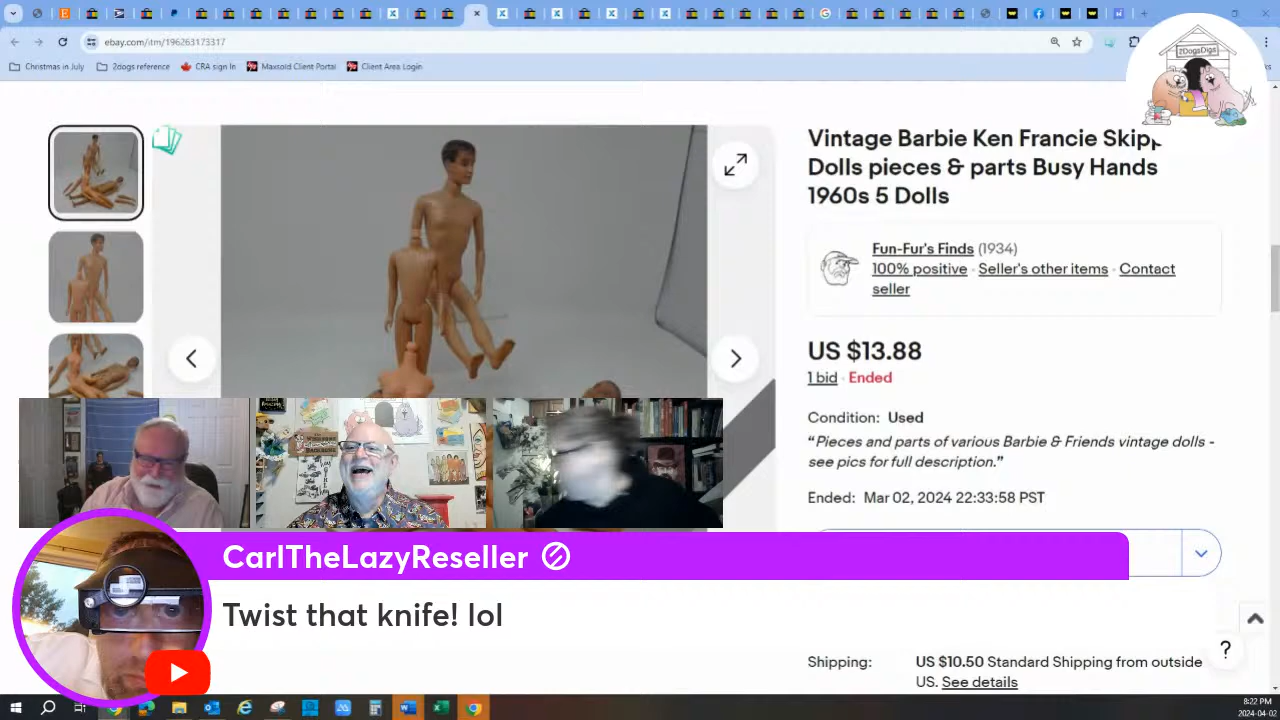 ebay.com/itm/196263173317
Christmas in July
2dogs reference
CRA sign In
Maxsold Client Portal
Client Area Login
2DogsDigs
Vintage Barbie Ken Francie Skipp
Dolls pieces & parts Busy Hands
1960s 5 Dolls
Fun-Fur's Finds (1934)
100% positive · Seller's other items · Contact
seller
US $13.88
1 bid · Ended
Condition: Used
“Pieces and parts of various Barbie & Friends vintage dolls -
see pics for full description.”
Ended: Mar 02, 2024 22:33:58 PST
CarlTheLazyReseller
Twist that knife! lol
Shipping: US $10.50 Standard Shipping from outside
US. See details
?
8:22 PM
2024-04-02